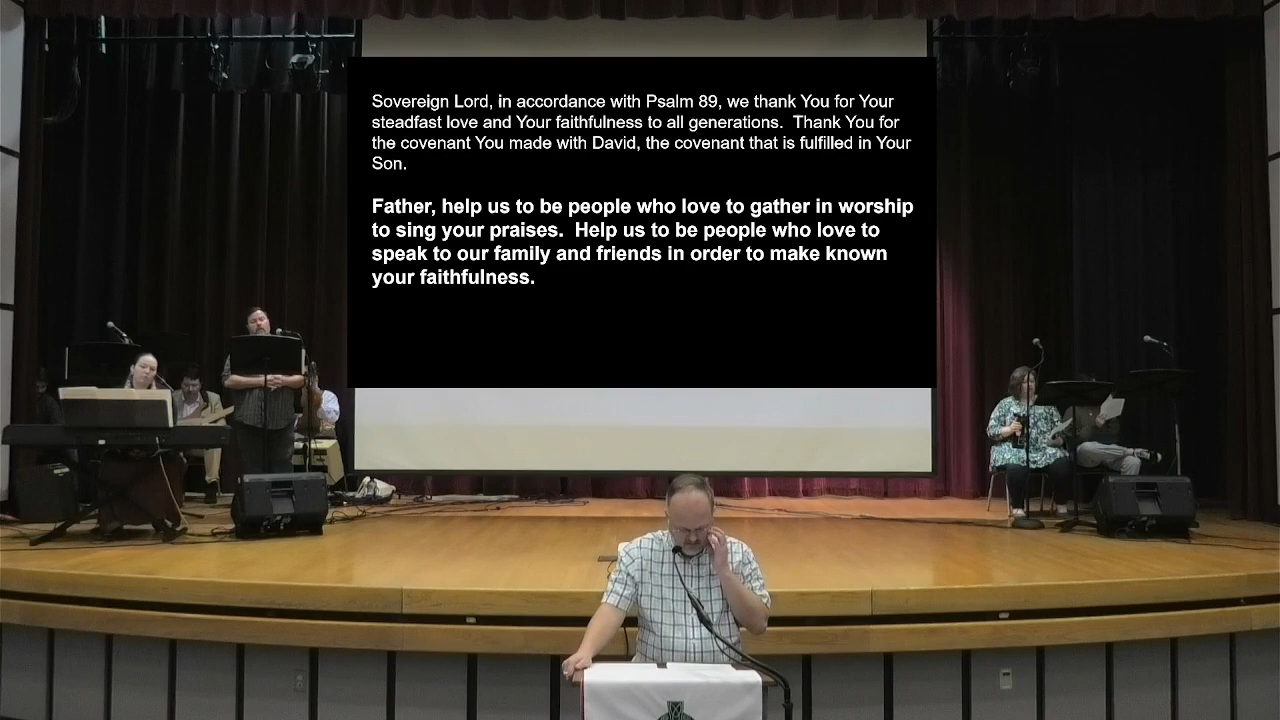 Sovereign Lord, in accordance with Psalm 89, we thank You for Your
steadfast love and Your faithfulness to all generations.  Thank You for
the covenant You made with David, the covenant that is fulfilled in Your
Son.
Father, help us to be people who love to gather in worship
to sing your praises.  Help us to be people who love to
speak to our family and friends in order to make known
your faithfulness.